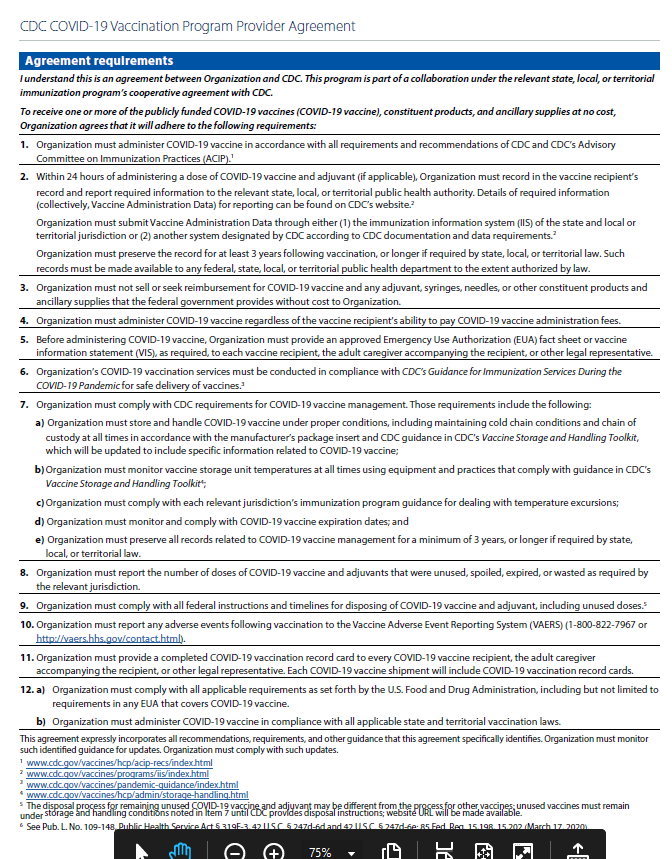 CDC COVID-19 Vaccination Program Provider Agreement
Agreement requirements
I understand this is an agreement between Organization and CDC. This program is part of a collaboration under the relevant state, local, or territorial
immunization program's cooperative agreement with CDC.
To receive one or more of the publicly funded COVID-19 vaccines (COVID-19 vaccine), constituent products, and ancillary supplies at no cost,
Organization agrees that it will adhere to the following requirements:
1. Organization must administer COVID-19 vaccine in accordance with all requirements and recommendations of CDC and CDC's Advisory
Committee on Immunization Practices (ACIP).¹
2. Within 24 hours of administering a dose of COVID-19 vaccine and adjuvant (if applicable), Organization must record in the vaccine recipient's
record and report required information to the relevant state, local, or territorial public health authority. Details of required information
(collectively, Vaccine Administration Data) for reporting can be found on CDC's website.²
Organization must submit Vaccine Administration Data through either (1) the immunization information system (IIS) of the state and local or
territorial jurisdiction or (2) another system designated by CDC according to CDC documentation and data requirements.²
Organization must preserve the record for at least 3 years following vaccination, or longer if required by state, local, or territorial law. Such
records must be made available to any federal, state, local, or territorial public health department to the extent authorized by law.
3. Organization must not sell or seek reimbursement for COVID-19 vaccine and any adjuvant, syringes, needles, or other constituent products and
ancillary supplies that the federal government provides without cost to Organization.
4. Organization must administer COVID-19 vaccine regardless of the vaccine recipient's ability to pay COVID-19 vaccine administration fees.
5. Before administering COVID-19 vaccine, Organization must provide an approved Emergency Use Authorization (EUA) fact sheet or vaccine
information statement (VIS), as required, to each vaccine recipient, the adult caregiver accompanying the recipient, or other legal representative.
6. Organization's COVID-19 vaccination services must be conducted in compliance with CDC's Guidance for Immunization Services During the
COVID-19 Pandemic for safe delivery of vaccines.³
7. Organization must comply with CDC requirements for COVID-19 vaccine management. Those requirements include the following:
a) Organization must store and handle COVID-19 vaccine under proper conditions, including maintaining cold chain conditions and chain of
custody at all times in accordance with the manufacturer's package insert and CDC guidance in CDC's Vaccine Storage and Handling Toolkit,
which will be updated to include specific information related to COVID-19 vaccine;
b) Organization must monitor vaccine storage unit temperatures at all times using equipment and practices that comply with guidance in CDC's
Vaccine Storage and Handling Toolkit⁴;
c) Organization must comply with each relevant jurisdiction's immunization program guidance for dealing with temperature excursions;
d) Organization must monitor and comply with COVID-19 vaccine expiration dates; and
e) Organization must preserve all records related to COVID-19 vaccine management for a minimum of 3 years, or longer if required by state,
local, or territorial law.
8. Organization must report the number of doses of COVID-19 vaccine and adjuvants that were unused, spoiled, expired, or wasted as required by
the relevant jurisdiction.
9. Organization must comply with all federal instructions and timelines for disposing of COVID-19 vaccine and adjuvant, including unused doses.⁵
10. Organization must report any adverse events following vaccination to the Vaccine Adverse Event Reporting System (VAERS) (1-800-822-7967 or
http://vaers.hhs.gov/contact.html).
11. Organization must provide a completed COVID-19 vaccination record card to every COVID-19 vaccine recipient, the adult caregiver
accompanying the recipient, or other legal representative. Each COVID-19 vaccine shipment will include COVID-19 vaccination record cards.
12. a) Organization must comply with all applicable requirements as set forth by the U.S. Food and Drug Administration, including but not limited to
requirements in any EUA that covers COVID-19 vaccine.
b) Organization must administer COVID-19 vaccine in compliance with all applicable state and territorial vaccination laws.
This agreement expressly incorporates all recommendations, requirements, and other guidance that this agreement specifically identifies. Organization must monitor
such identified guidance for updates. Organization must comply with such updates.
¹ www.cdc.gov/vaccines/hcp/acip-recs/index.html
² www.cdc.gov/vaccines/programs/iis/index.html
³ www.cdc.gov/vaccines/pandemic-guidance/index.html
⁴ www.cdc.gov/vaccines/hcp/admin/storage-handling.html
⁵ The disposal process for remaining unused COVID-19 vaccine and adjuvant may be different from the process for other vaccines; unused vaccines must remain
under storage and handling conditions noted in Item 7 until CDC provides disposal instructions; website URL will be made available.
⁶ See Pub. L. No. 109-148, Public Health Service Act § 319F-3, 42 U.S.C. § 247d-6d and 42 U.S.C. § 247d-6e; 85 Fed. Reg. 15,198, 15,202 (March 17, 2020).
75%